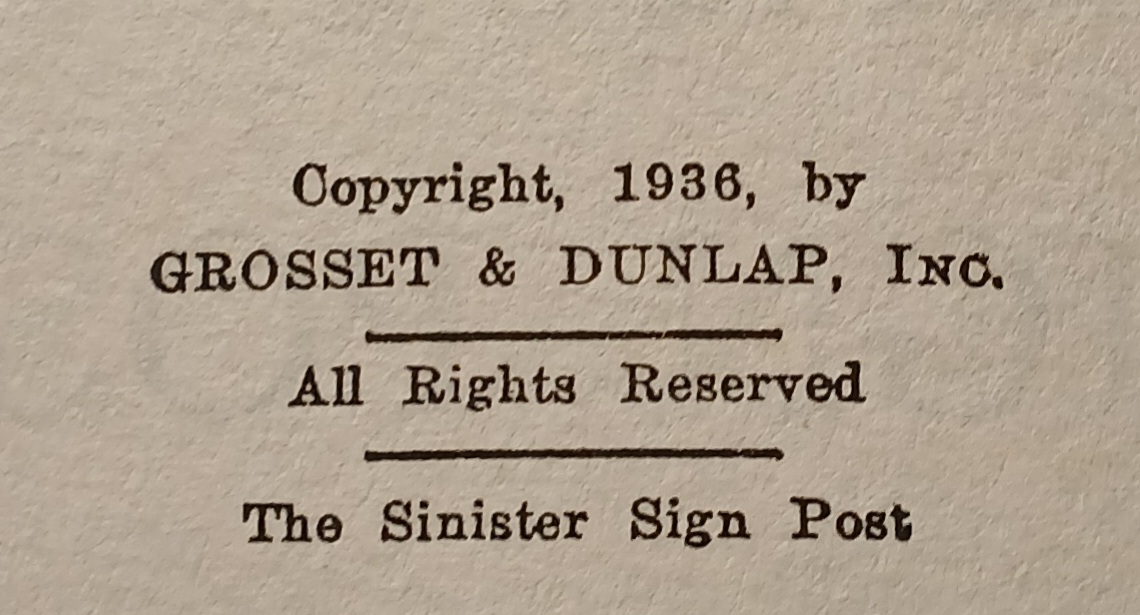 Copyright, 1936, by
GROSSET & DUNLAP, INC.
All Rights Reserved
The Sinister Sign Post